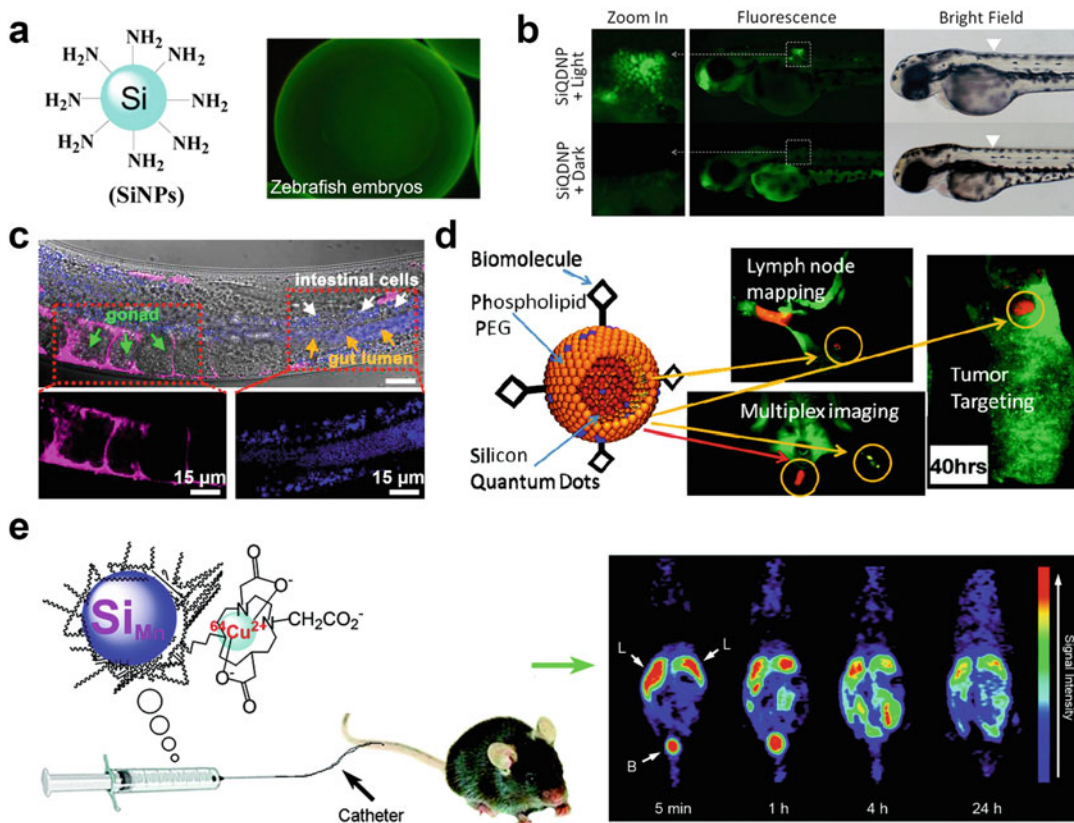 a
NH₂
H₂N
NH₂
H₂N
Si
NH₂
H₂N
NH₂
NH₂
(SiNPs)
Zebrafish embryos
b
Zoom In
Fluorescence
Bright Field
SiQDNP
+ Light
SiQDNP
+ Dark
c
intestinal cells
gonad
gut lumen
15 μm
15 μm
d
Biomolecule
Phospholipid
PEG
Silicon
Quantum Dots
Lymph node
mapping
Multiplex imaging
Tumor
Targeting
40hrs
e
SiMn
O
O⁻
N
N
CH₂CO₂⁻
⁶⁴Cu²⁺
O⁻
O
Catheter
L
L
B
5 min
1 h
4 h
24 h
Signal Intensity